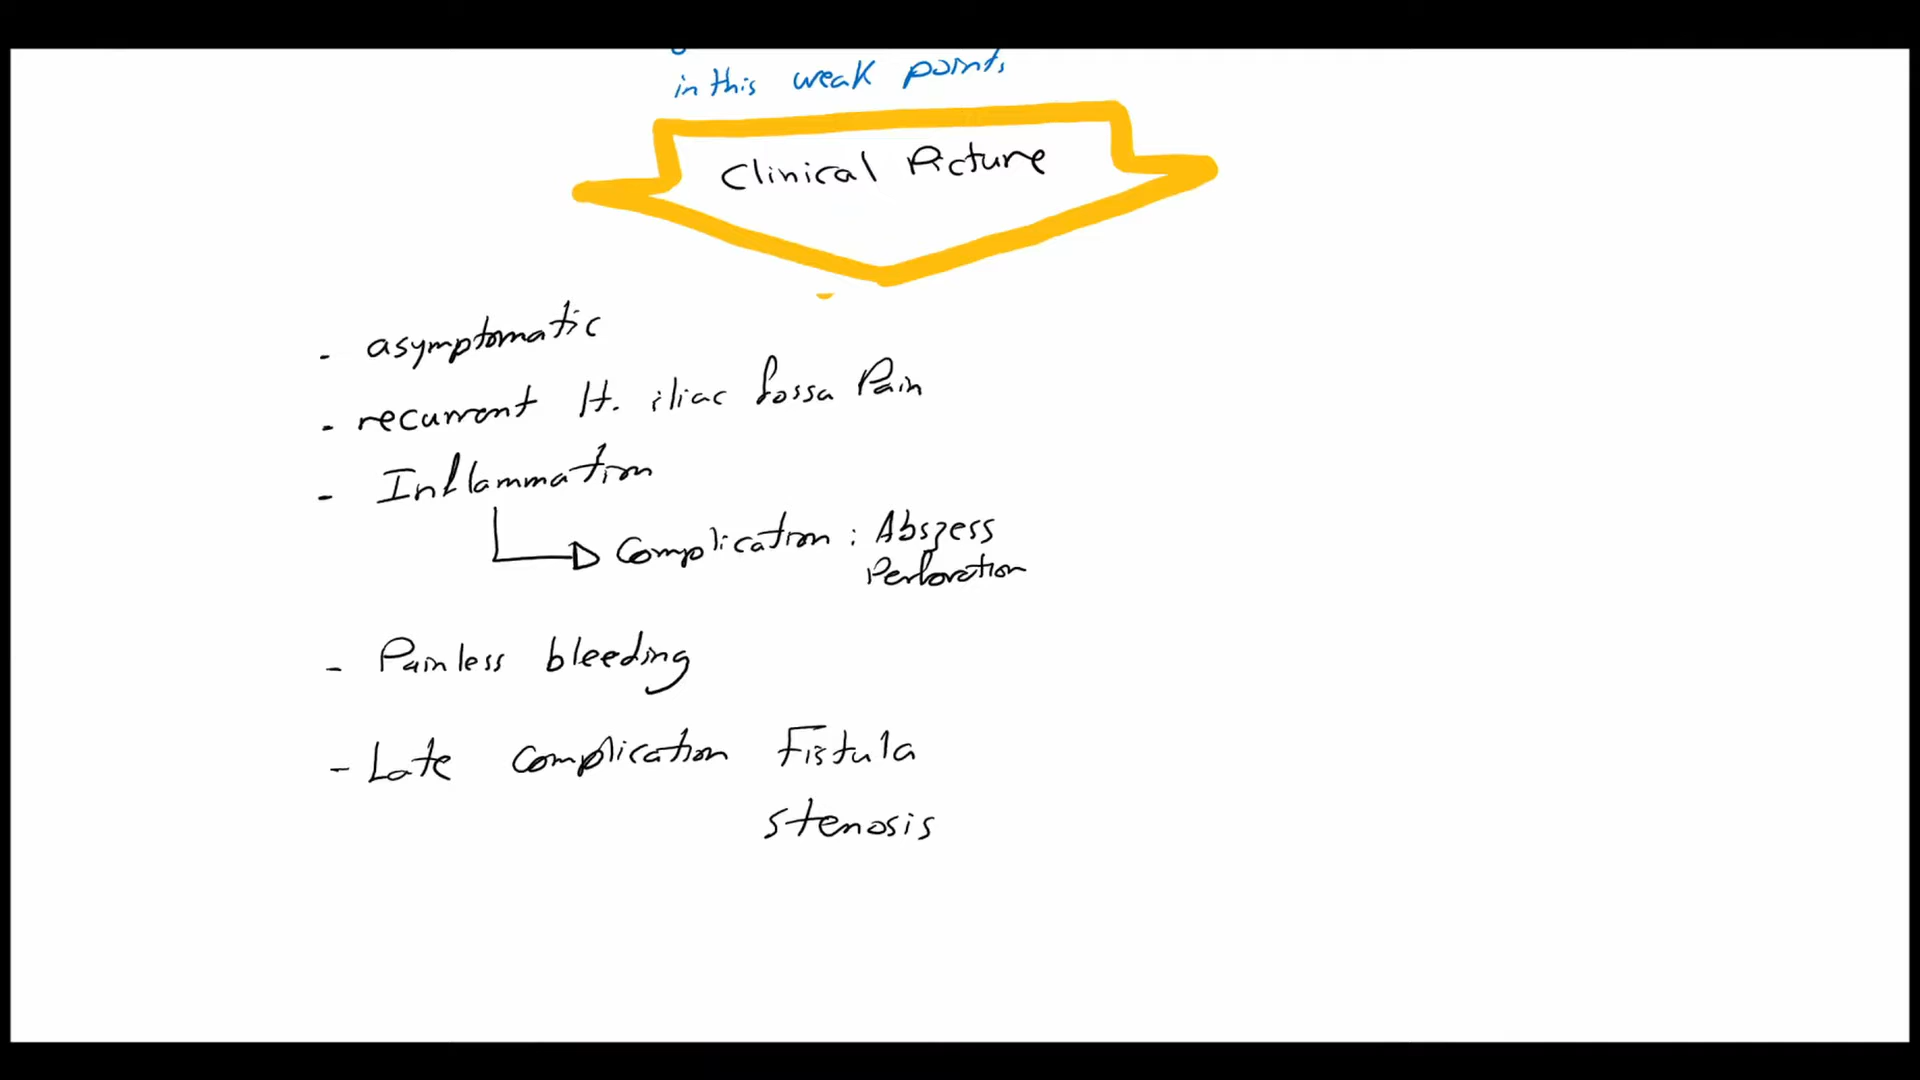 in this weak points
Clinical Picture
- asymptomatic
- recurrent lt. iliac fossa Pain
- Inflammation
Complication : Abszess
Perforation
- Painless bleeding
- Late complication Fistula
stenosis